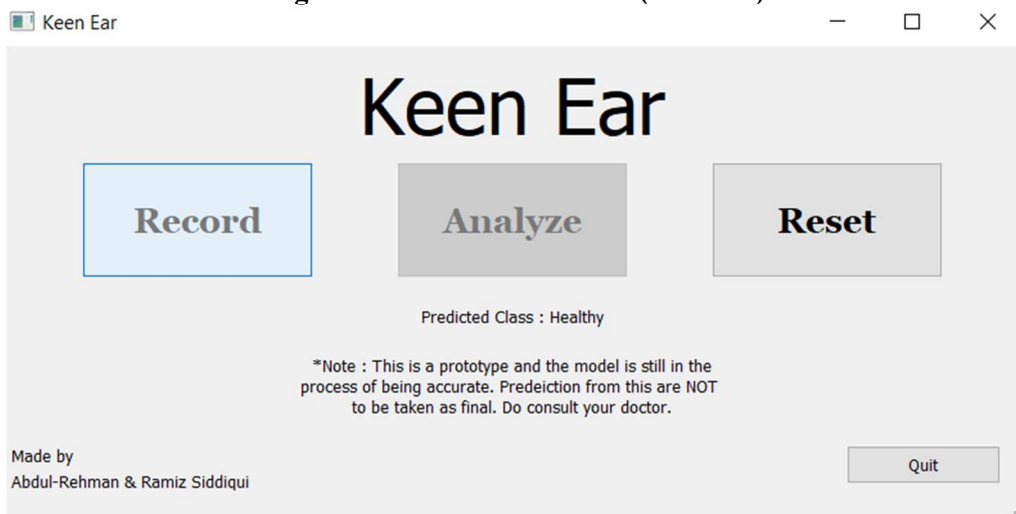 Keen Ear
Keen Ear
Record Analyze Reset
Predicted Class : Healthy
*Note : This is a prototype and the model is still in the
process of being accurate. Predeiction from this are NOT
to be taken as final. Do consult your doctor.
Made by
Abdul-Rehman & Ramiz Siddiqui
Quit